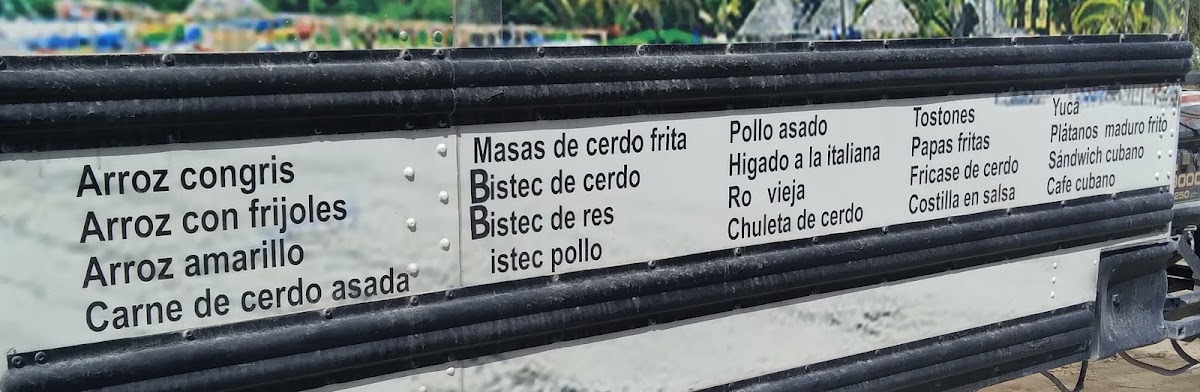 Arroz congris
Arroz con frijoles
Arroz amarillo
Carne de cerdo asada
Masas de cerdo frita
Bistec de cerdo
Bistec de res
istec pollo
Pollo asado
Higado a la italiana
Ro vieja
Chuleta de cerdo
Tostones
Papas fritas
Fricase de cerdo
Costilla en salsa
Yuca
Plátanos maduro frito
Sándwich cubano
Cafe cubano